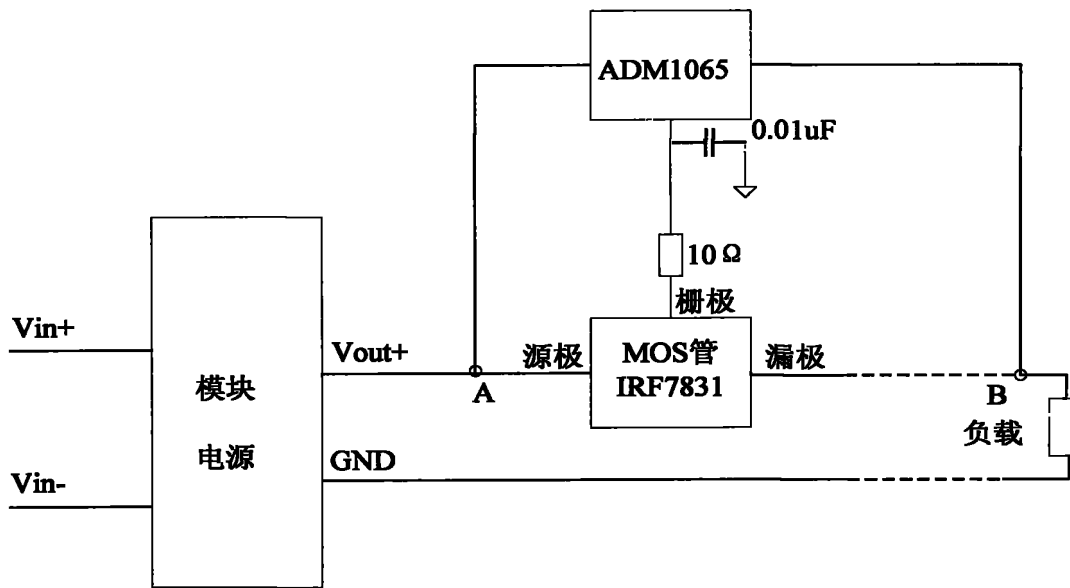 ADM1065
0.01uF
10Ω
栅极
Vin+
Vout+
源极
MOS管
IRF7831
漏极
A
B
模块
电源
负载
GND
Vin-